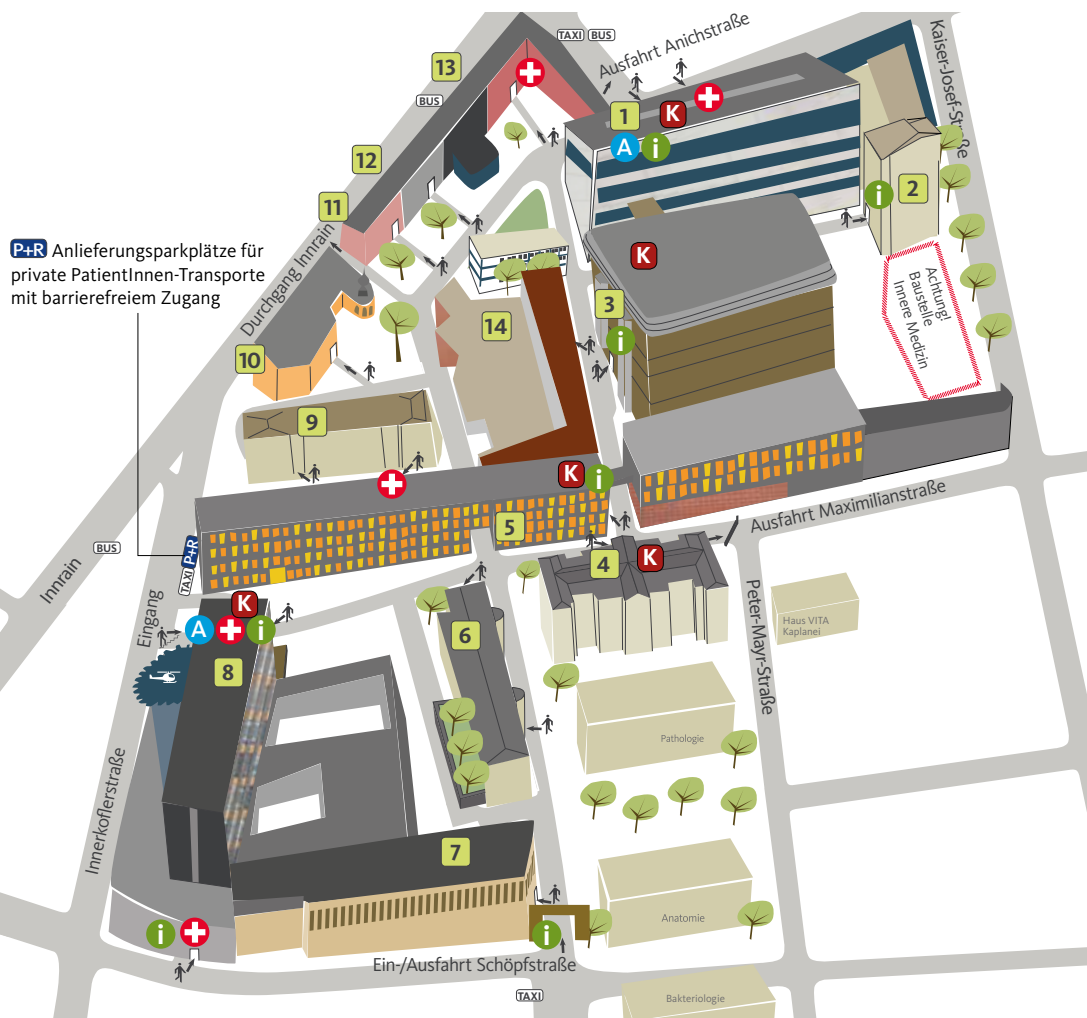 TAXI BUS
Ausfahrt Anichstraße
Kaiser-Josef-Straße
13
BUS
1
K
A i
12
2
i
11
P+R Anlieferungsparkplätze für
private PatientInnen-Transporte
mit barrierefreiem Zugang
Durchgang Innrain
K
3
i
Achtung!
Baustelle
Innere Medizin
14
10
9
K i
5
Ausfahrt Maximilianstraße
Innrain
BUS
TAXI P+R
4
K
Eingang
K
A i
6
Haus VITA
Kaplanei
Peter-Mayr-Straße
8
Pathologie
Innerkoflerstraße
7
Anatomie
i
i
Ein-/Ausfahrt Schöpfstraße
TAXI
Bakteriologie